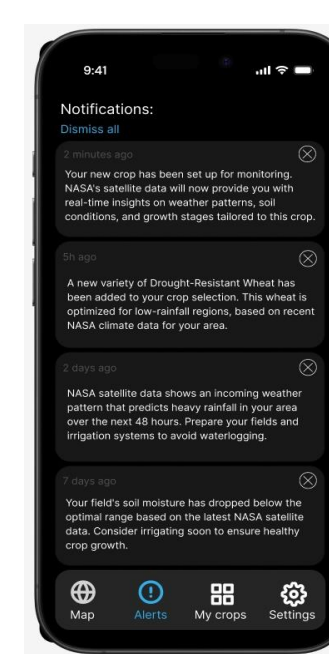 9:41
Notifications:
Dismiss all
2 minutes ago
Your new crop has been set up for monitoring.
NASA's satellite data will now provide you with
real-time insights on weather patterns, soil
conditions, and growth stages tailored to this crop.
5h ago
A new variety of Drought-Resistant Wheat has
been added to your crop selection. This wheat is
optimized for low-rainfall regions, based on recent
NASA climate data for your area.
2 days ago
NASA satellite data shows an incoming weather
pattern that predicts heavy rainfall in your area
over the next 48 hours. Prepare your fields and
irrigation systems to avoid waterlogging.
7 days ago
Your field's soil moisture has dropped below the
optimal range based on the latest NASA satellite
data. Consider irrigating soon to ensure healthy
crop growth.
Map Alerts My crops Settings